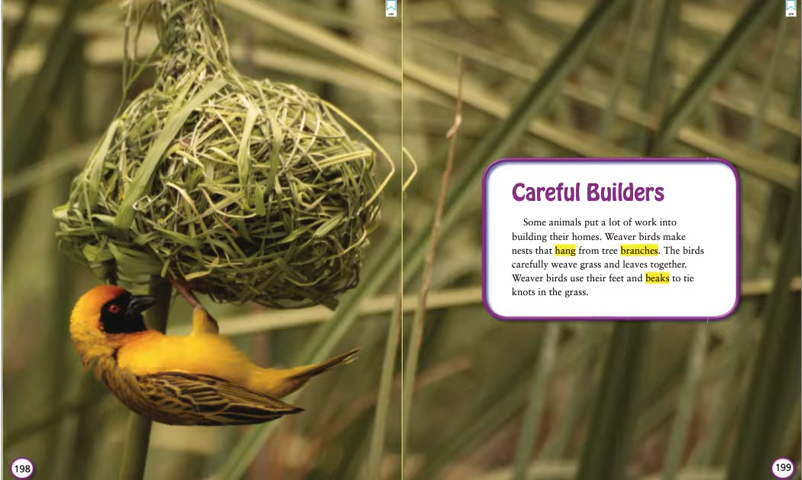 Careful Builders
Some animals put a lot of work into
building their homes. Weaver birds make
nests that hang from tree branches. The birds
carefully weave grass and leaves together.
Weaver birds use their feet and beaks to tie
knots in the grass.
198
199